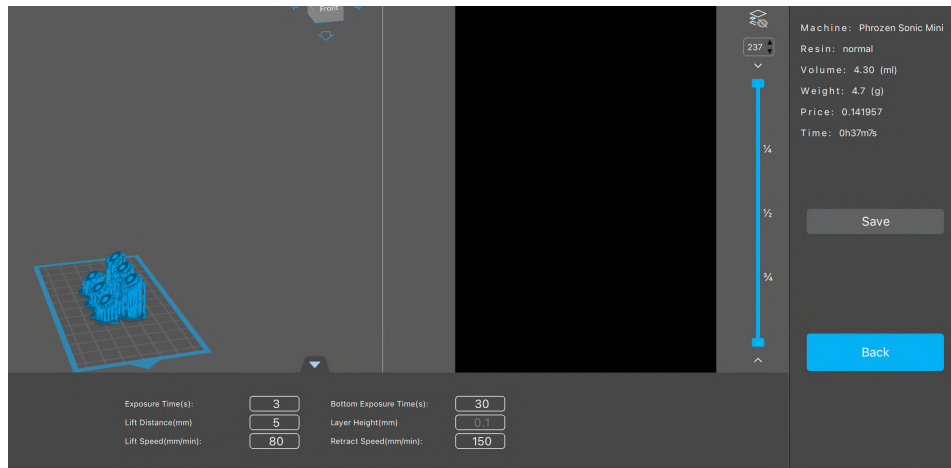 Front
237
¼
½
¾
Machine: Phrozen Sonic Mini
Resin: normal
Volume: 4.30 (ml)
Weight: 4.7 (g)
Price: 0.141957
Time: 0h37m7s
Save
Back
Exposure Time(s): 3 Bottom Exposure Time(s): 30
Lift Distance(mm) 5 Layer Height(mm) 0.1
Lift Speed(mm/min): 80 Retract Speed(mm/min): 150